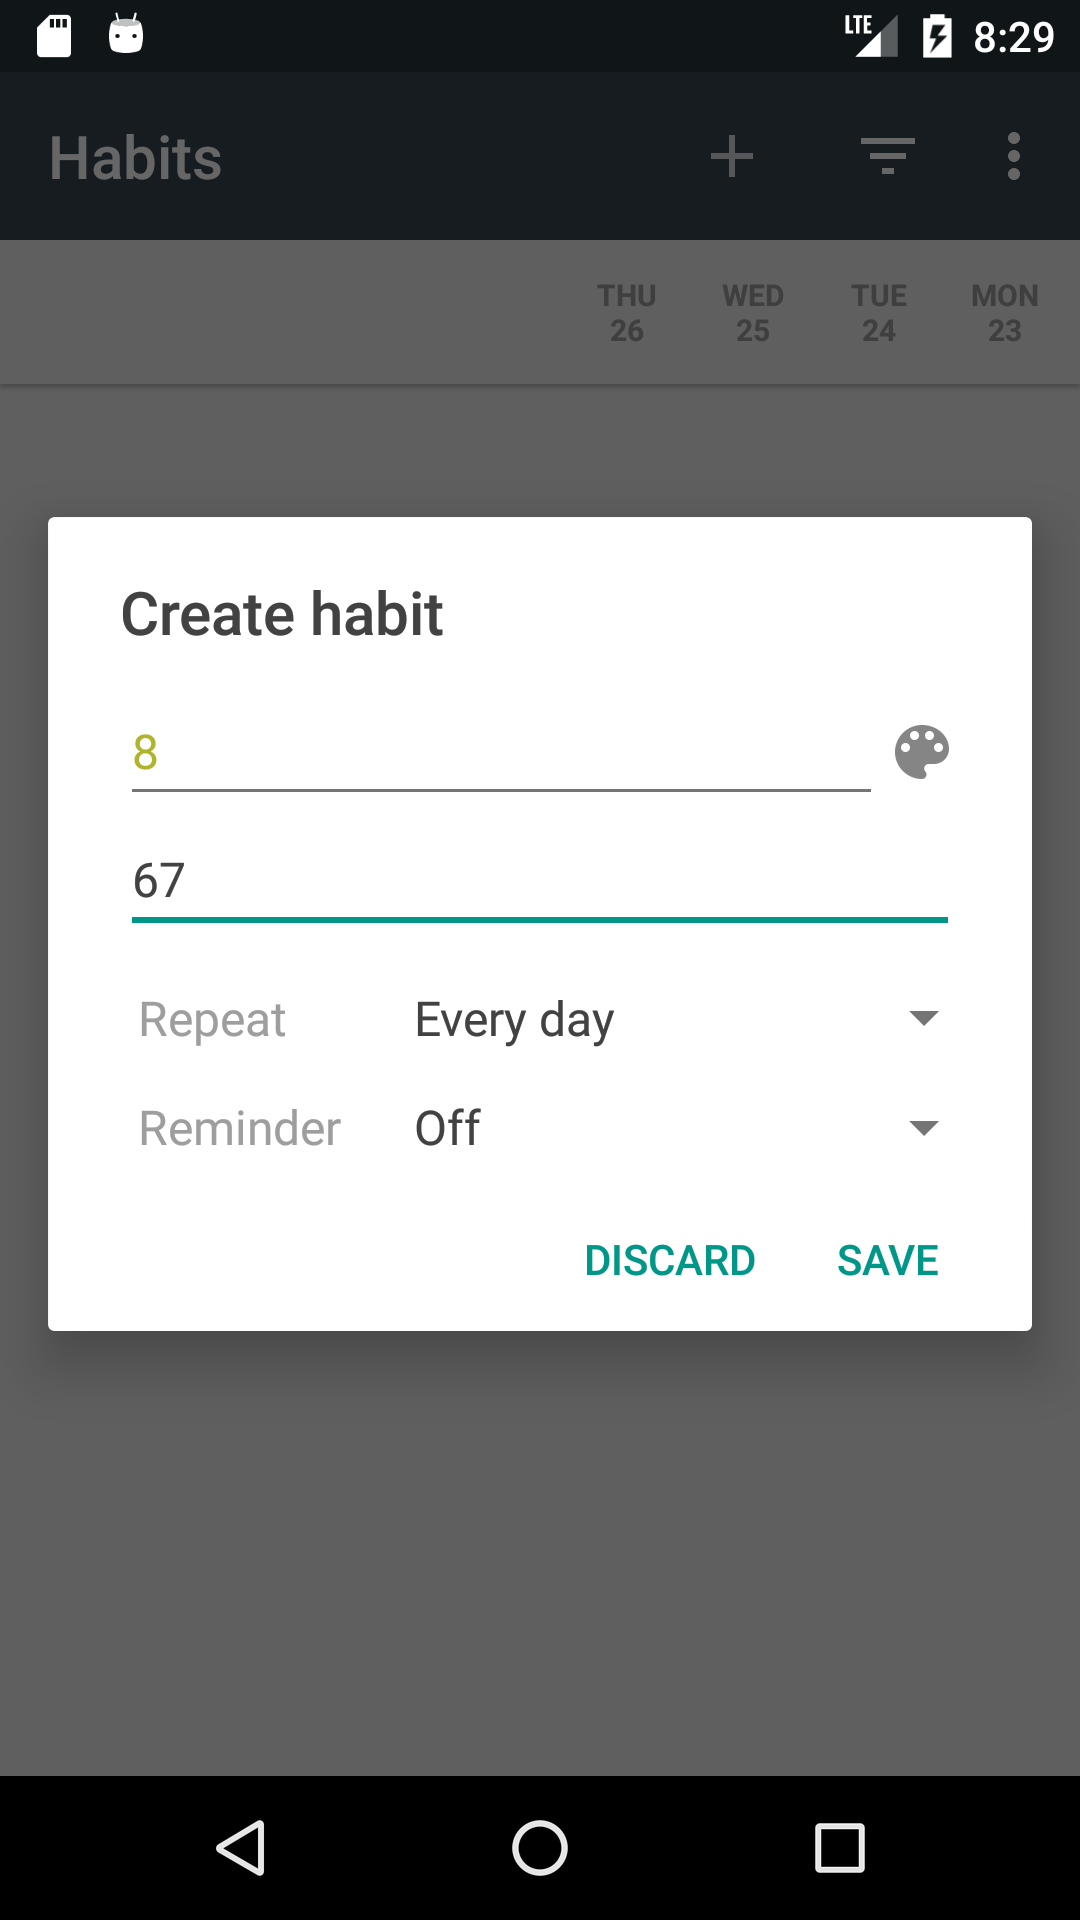 LTE 8:29
Habits
THU WED TUE MON
26 25 24 23
Create habit
8
67
Repeat Every day
Reminder Off
DISCARD SAVE